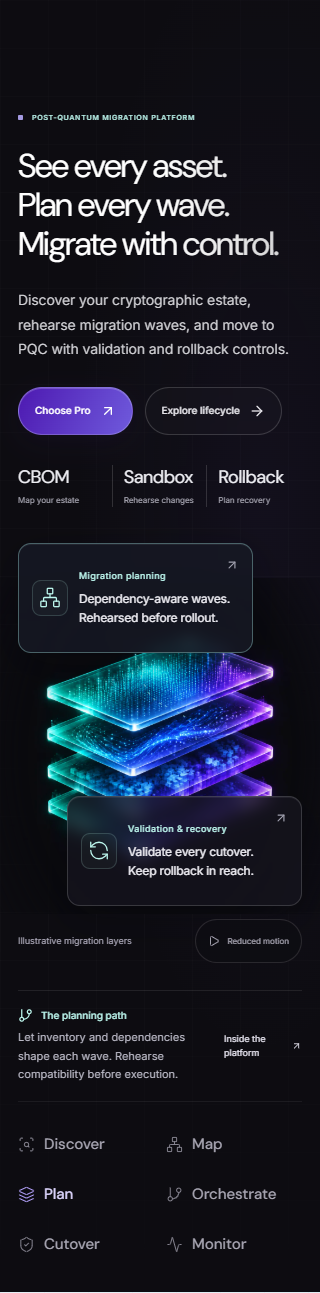 POST-QUANTUM MIGRATION PLATFORM
See every asset.
Plan every wave.
Migrate with control.
Discover your cryptographic estate,
rehearse migration waves, and move to
PQC with validation and rollback controls.
Choose Pro
Explore lifecycle
CBOM
Map your estate
Sandbox
Rehearse changes
Rollback
Plan recovery
Migration planning
Dependency-aware waves.
Rehearsed before rollout.
Validation & recovery
Validate every cutover.
Keep rollback in reach.
Illustrative migration layers
Reduced motion
The planning path
Let inventory and dependencies
shape each wave. Rehearse
compatibility before execution.
Inside the
platform
Discover
Map
Plan
Orchestrate
Cutover
Monitor